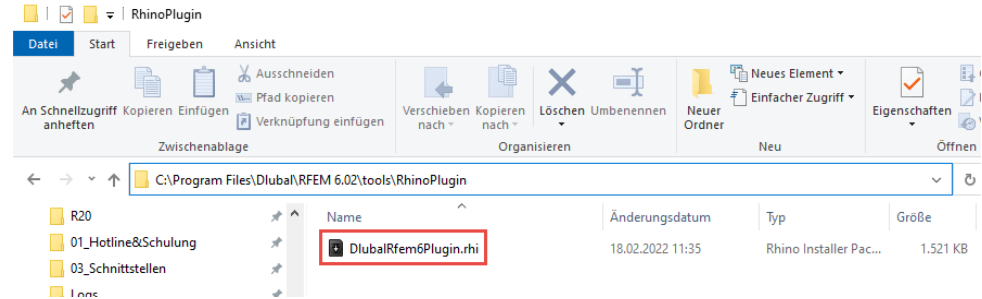 RhinoPlugin
Datei Start Freigeben Ansicht
An Schnellzugriff anheften
Kopieren
Einfügen
Ausschneiden
Pfad kopieren
Verknüpfung einfügen
Zwischenablage
Verschieben nach
Kopieren nach
Löschen
Umbenennen
Organisieren
Neuer Ordner
Neues Element
Einfacher Zugriff
Neu
Eigenschaften
Öffnen
C:\Program Files\Dlubal\RFEM 6.02\tools\RhinoPlugin
R20
01_Hotline&Schulung
03_Schnittstellen
Logs
Name Änderungsdatum Typ Größe
DlubalRfem6Plugin.rhi 18.02.2022 11:35 Rhino Installer Pac... 1.521 KB